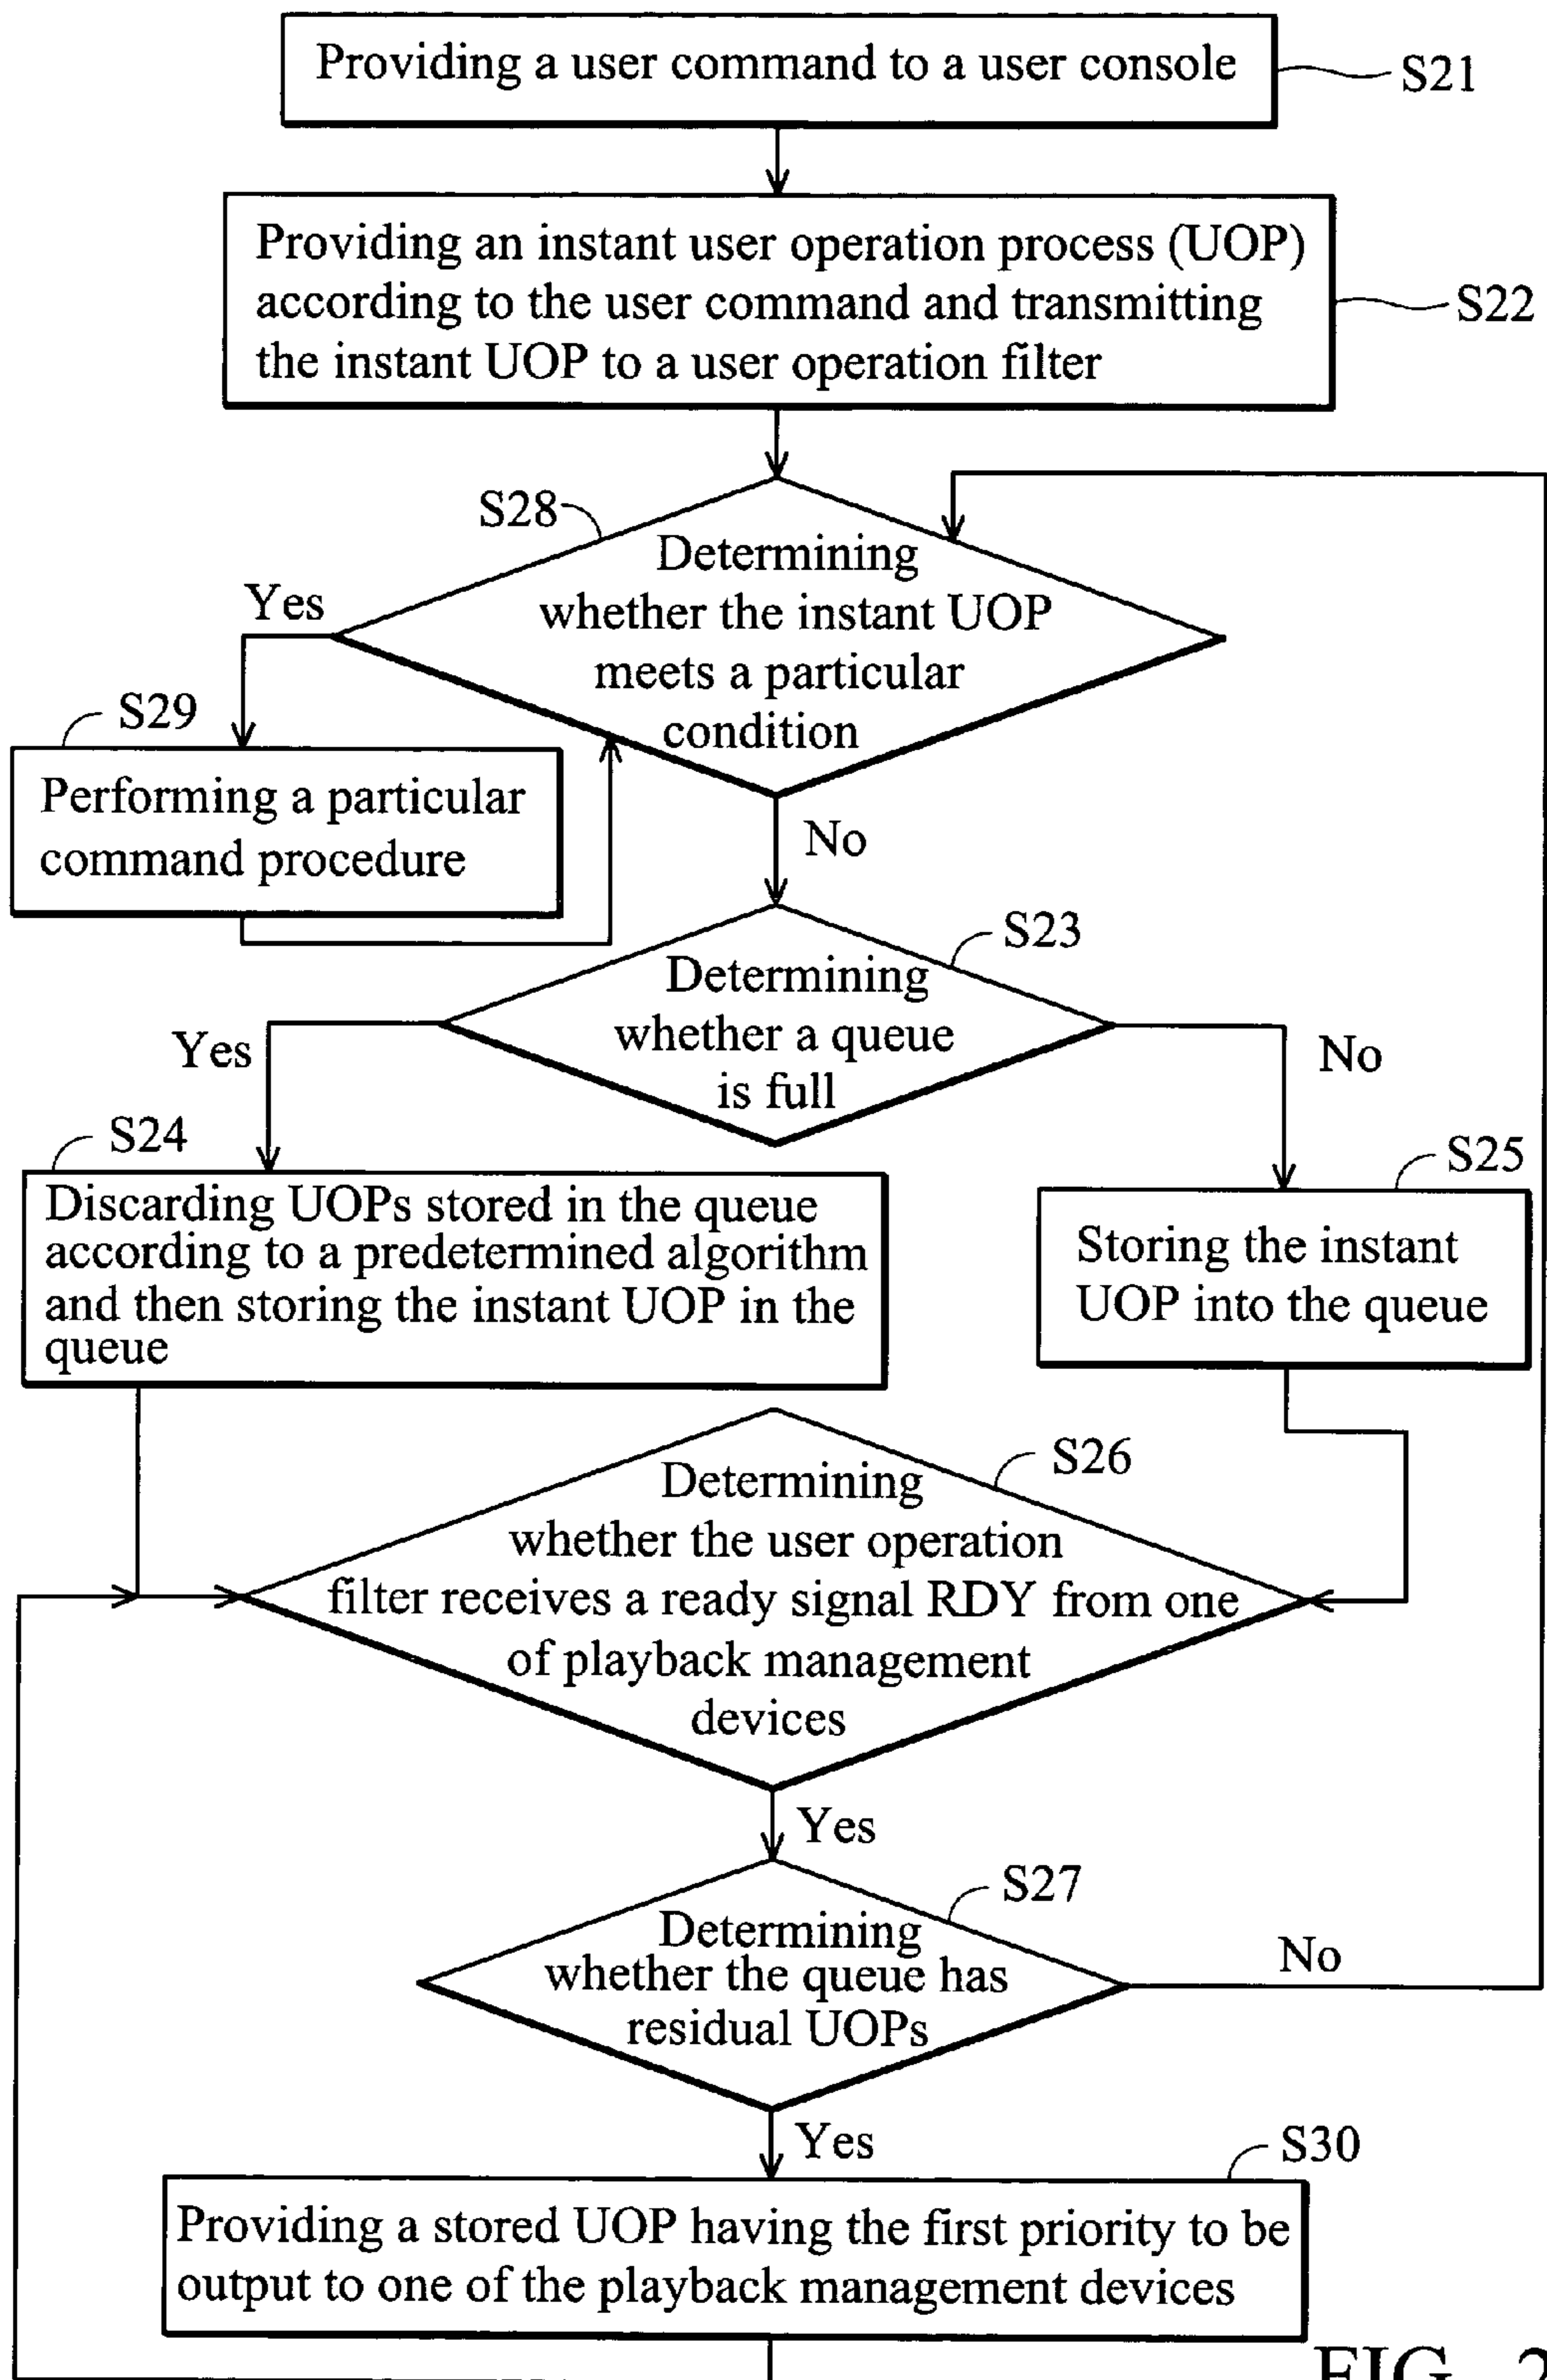 Providing a user command to a user console
S21
Providing an instant user operation process (UOP)
according to the user command and transmitting
the instant UOP to a user operation filter
S22
S28
Determining
whether the instant UOP
meets a particular
condition
Yes
S29
Performing a particular
command procedure
No
S23
Determining
whether a queue
is full
Yes
No
S24
Discarding UOPs stored in the queue
according to a predetermined algorithm
and then storing the instant UOP in the
queue
S25
Storing the instant
UOP into the queue
S26
Determining
whether the user operation
filter receives a ready signal RDY from one
of playback management
devices
Yes
S27
Determining
whether the queue has
residual UOPs
No
Yes
S30
Providing a stored UOP having the first priority to be
output to one of the playback management devices
FIG. 2